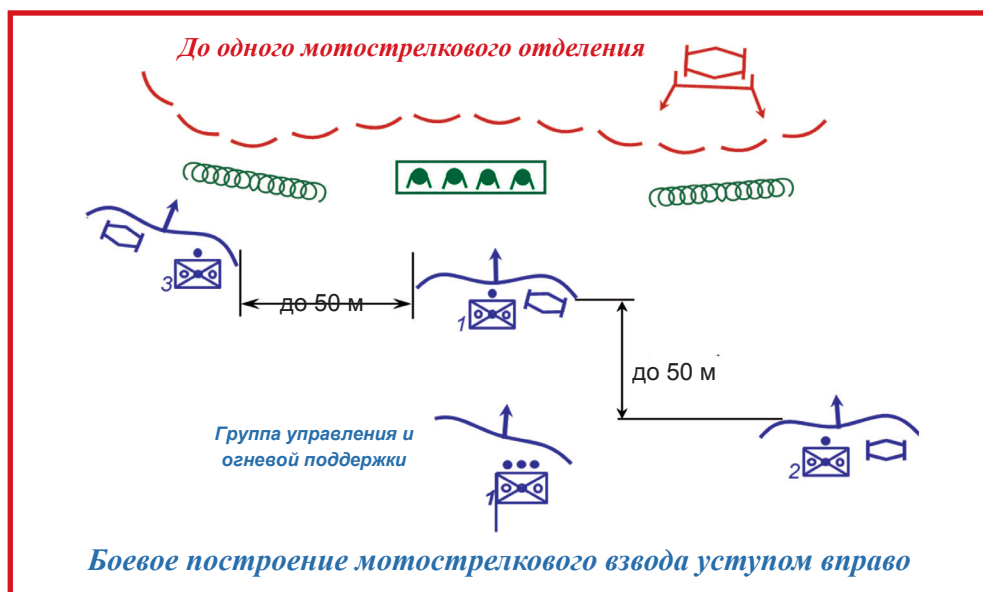 До одного мотострелкового отделения
3
до 50 м
1
до 50 м
Группа управления и
огневой поддержки
1
2
Боевое построение мотострелкового взвода уступом вправо